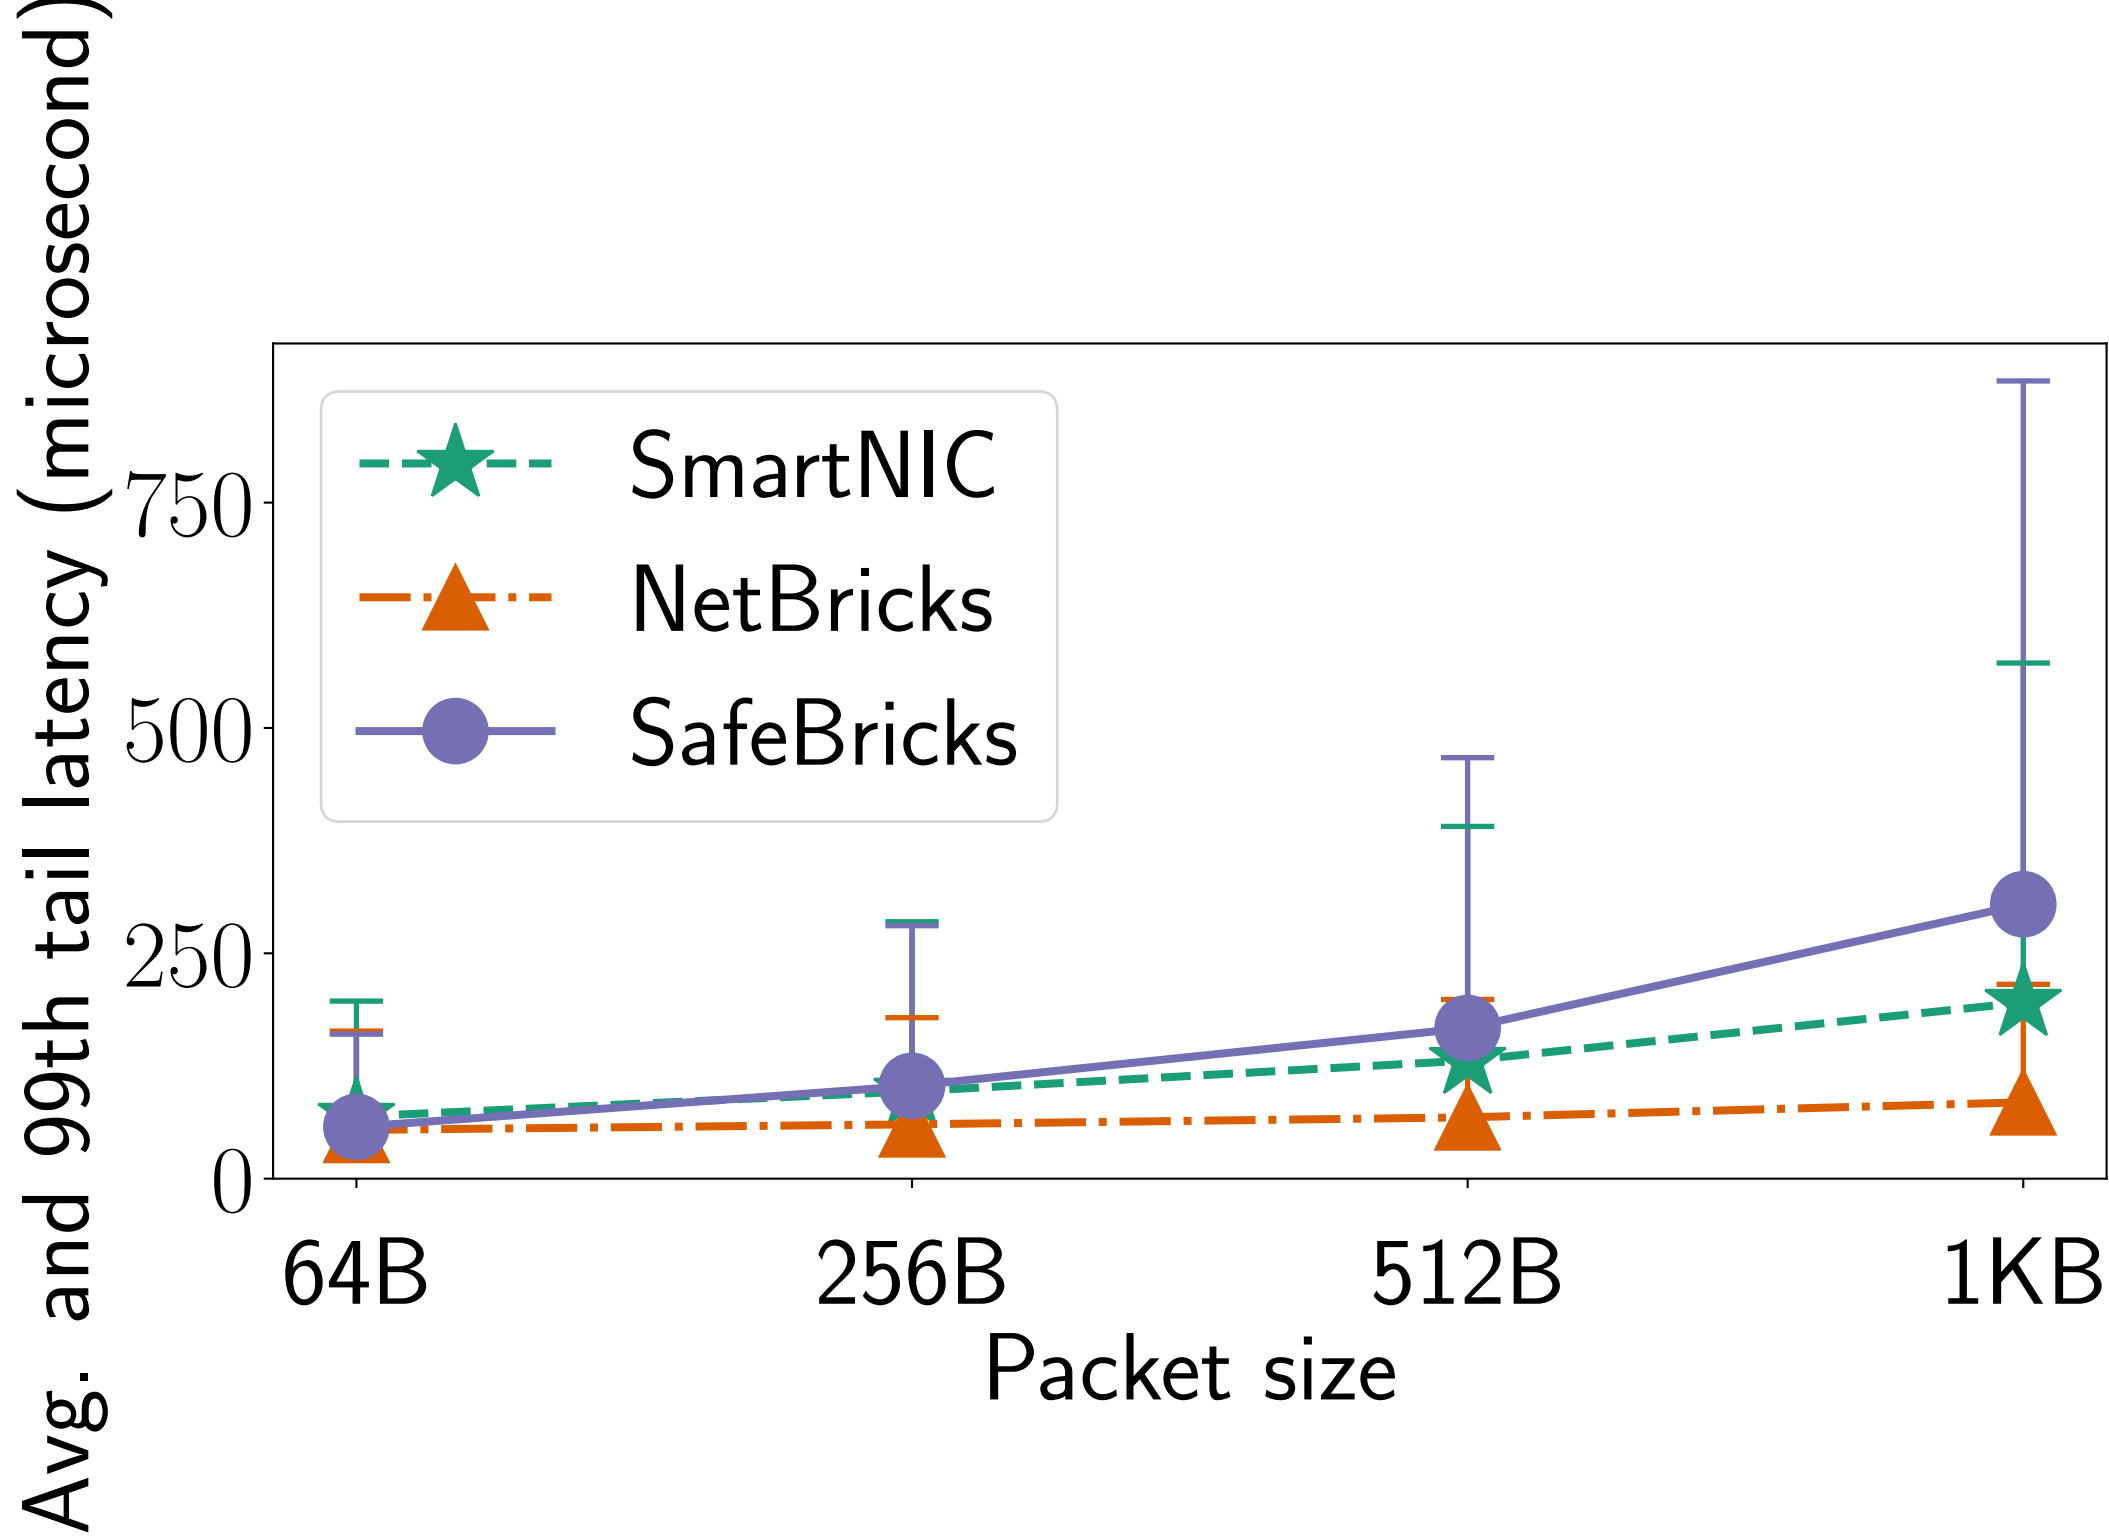 Avg. and 99th tail latency (microsecond)
750
500
250
0
SmartNIC
NetBricks
SafeBricks
64B 256B 512B 1KB
Packet size